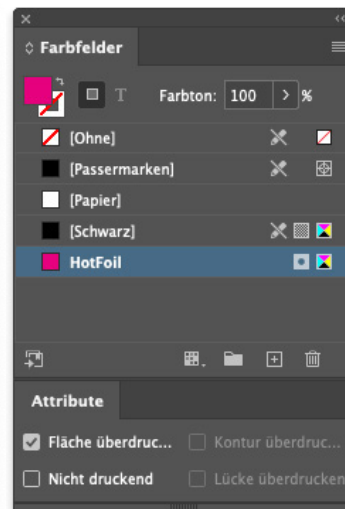 Farbfelder
T Farbton: 100 %
[Ohne]
[Passermarken]
[Papier]
[Schwarz]
HotFoil
Attribute
Fläche überdruc... Kontur überdruc...
Nicht druckend Lücke überdrucken